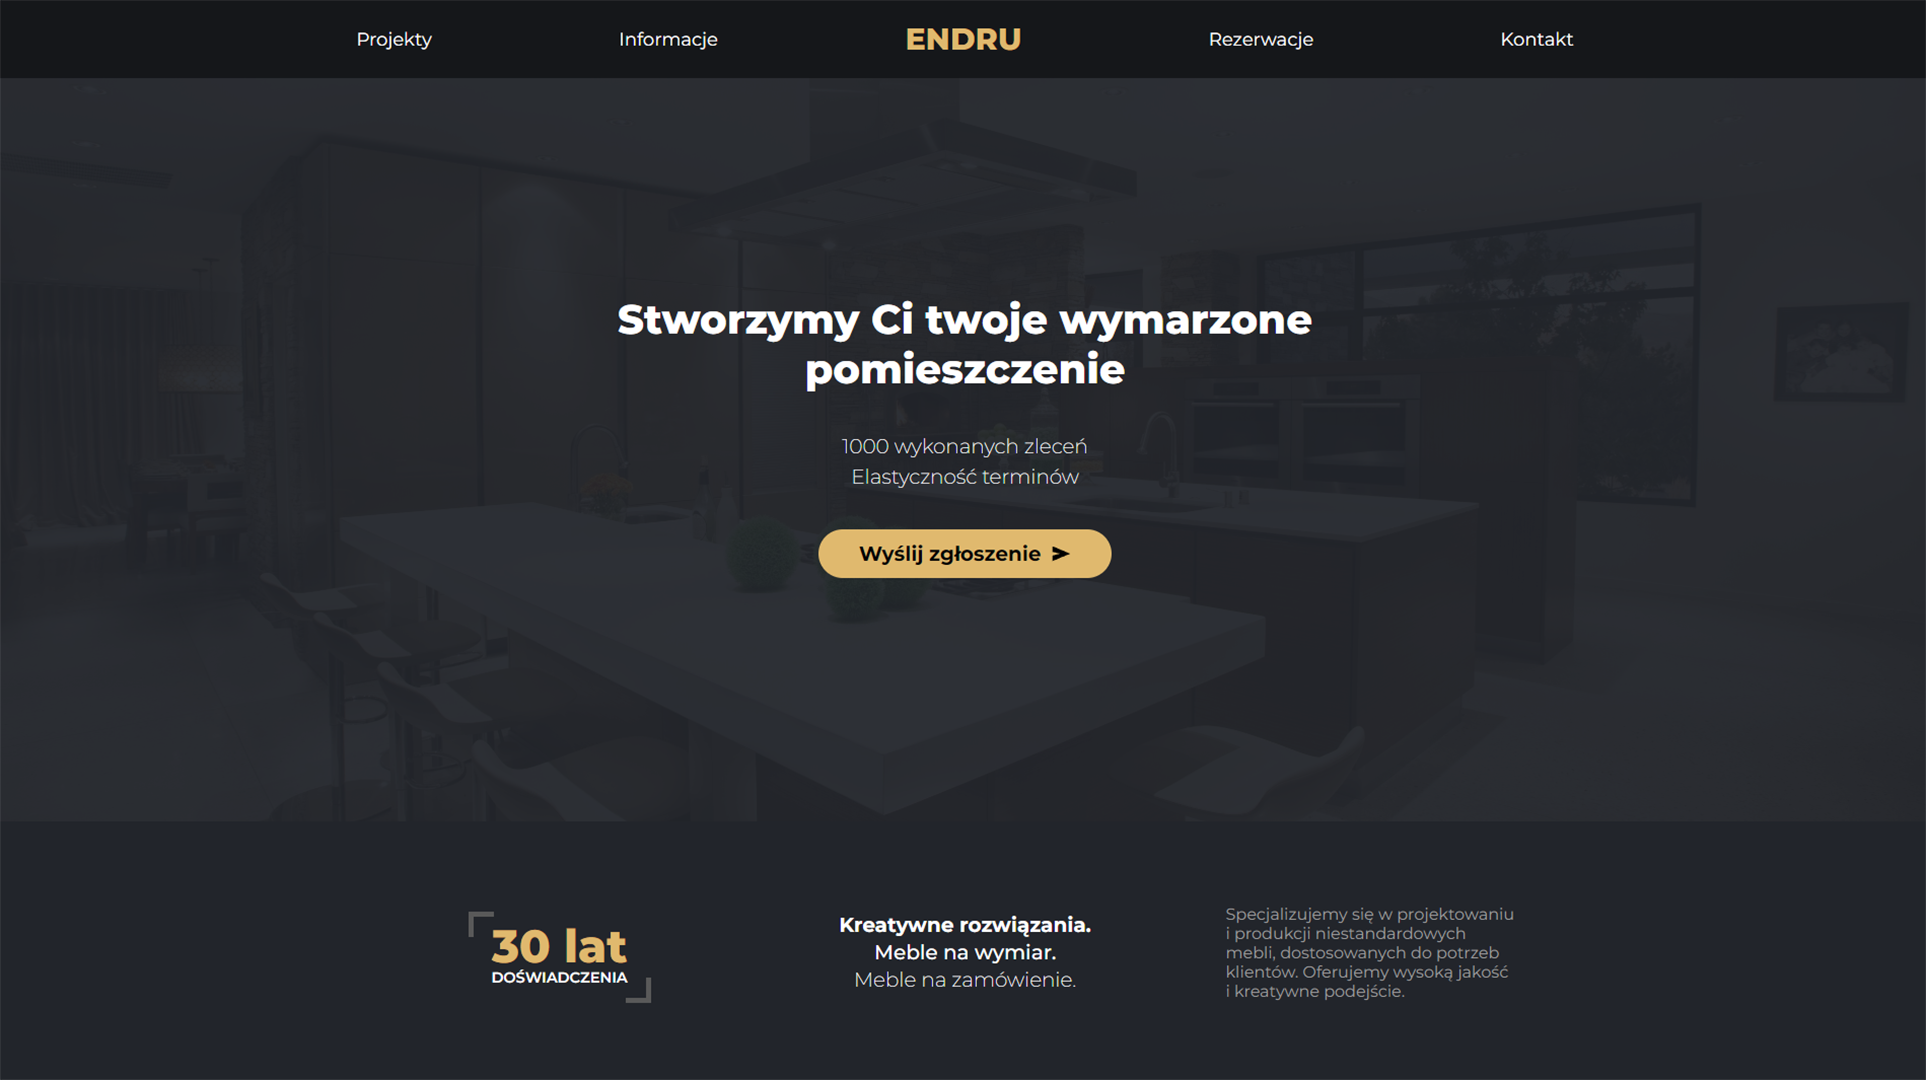 Projekty
Informacje
ENDRU
Rezerwacje
Kontakt
Stworzymy Ci twoje wymarzone
pomieszczenie
1000 wykonanych zleceń
Elastyczność terminów
Wyślij zgłoszenie
30 lat
DOŚWIADCZENIA
Kreatywne rozwiązania.
Meble na wymiar.
Meble na zamówienie.
Specjalizujemy się w projektowaniu
i produkcji niestandardowych
mebli, dostosowanych do potrzeb
klientów. Oferujemy wysoką jakość
i kreatywne podejście.